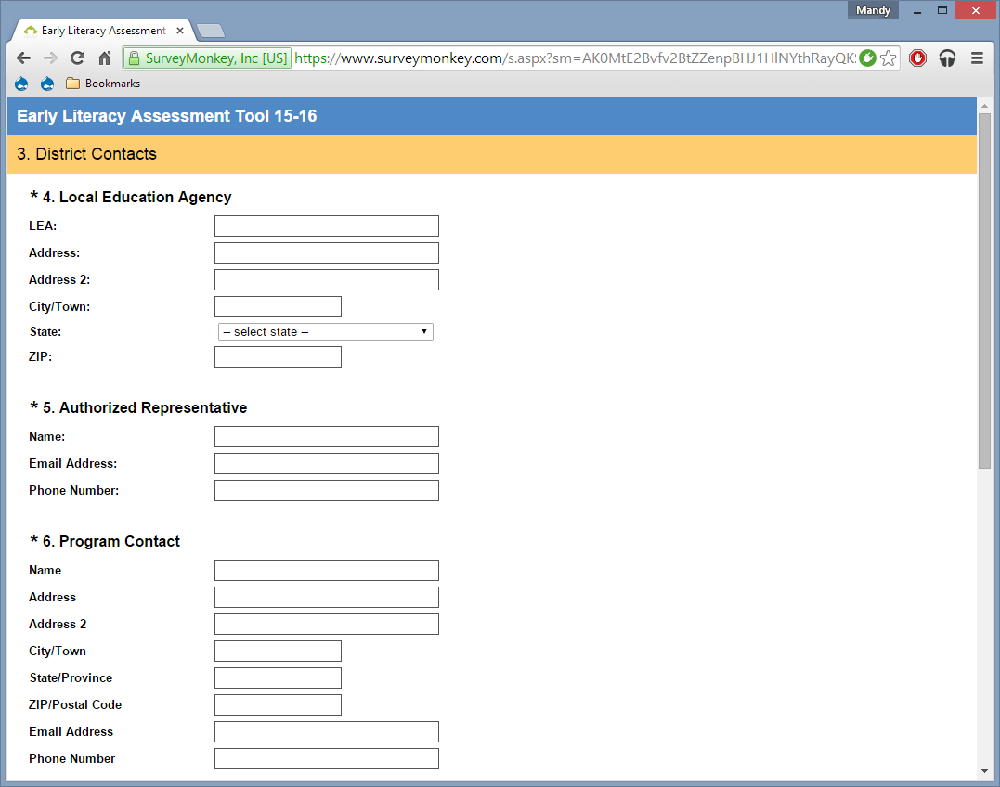 Mandy
Early Literacy Assessment
SurveyMonkey, Inc [US] https://www.surveymonkey.com/s.aspx?sm=AK0MtE2Bvfv2BtZZenpBHJ1HlNYthRayQK
Bookmarks
Early Literacy Assessment Tool 15-16
3. District Contacts
* 4. Local Education Agency
LEA:
Address:
Address 2:
City/Town:
State: -- select state --
ZIP:
* 5. Authorized Representative
Name:
Email Address:
Phone Number:
* 6. Program Contact
Name
Address
Address 2
City/Town
State/Province
ZIP/Postal Code
Email Address
Phone Number